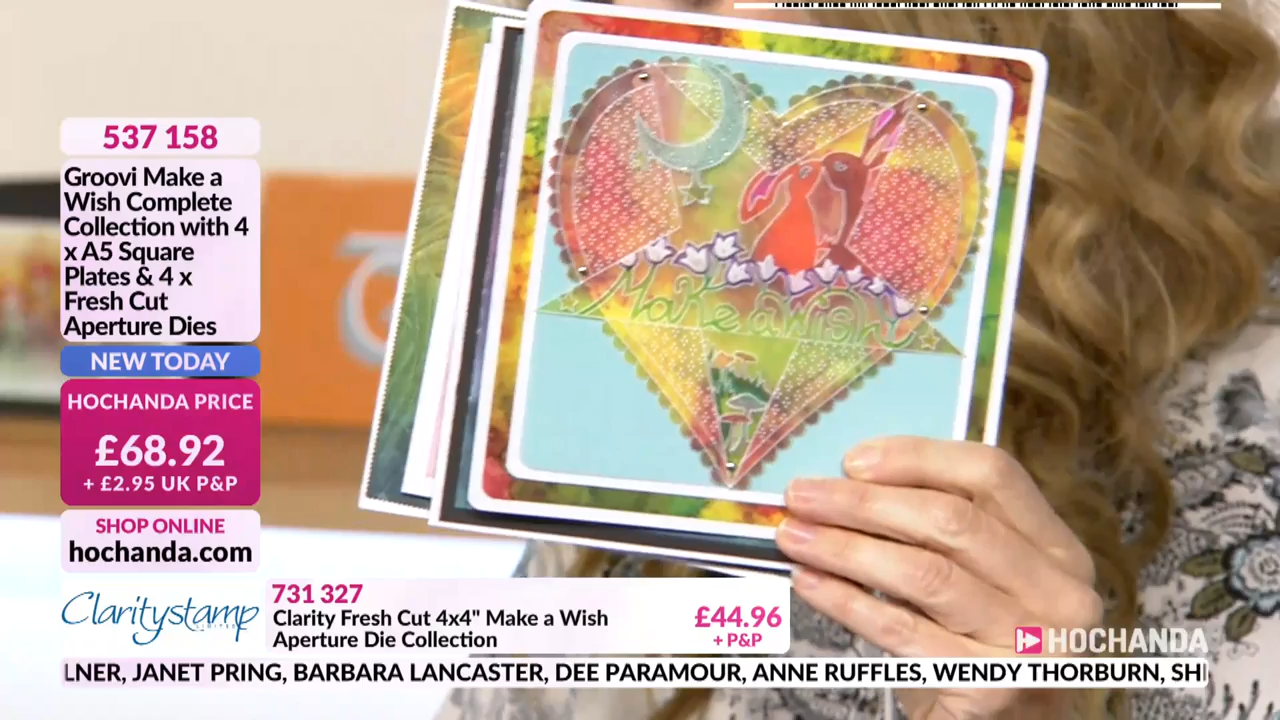 537 158
Groovi Make a
Wish Complete
Collection with 4
x A5 Square
Plates & 4 x
Fresh Cut
Aperture Dies
NEW TODAY
HOCHANDA PRICE
£68.92
+ £2.95 UK P&P
SHOP ONLINE
hochanda.com
Make a wish
Claritystamp
LIMITED
731 327
Clarity Fresh Cut 4x4" Make a Wish
Aperture Die Collection
£44.96
+ P&P
HOCHANDA
LNER, JANET PRING, BARBARA LANCASTER, DEE PARAMOUR, ANNE RUFFLES, WENDY THORBURN, SH